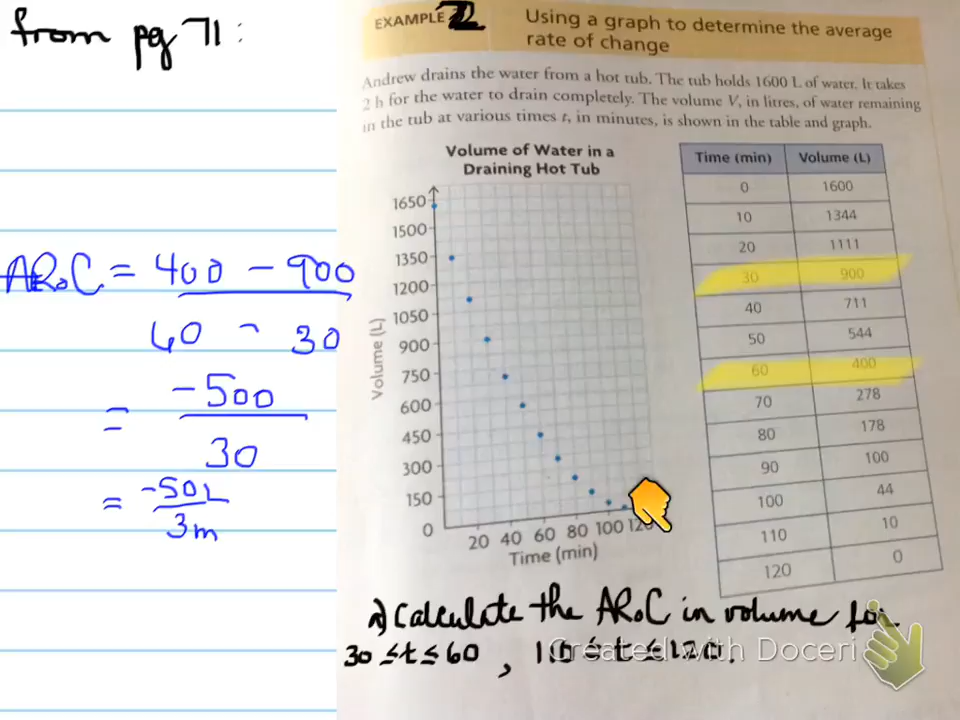 from pg 71:
EXAMPLE 2
Using a graph to determine the average
rate of change
Andrew drains the water from a hot tub. The tub holds 1600 L of water. It takes
2 h for the water to drain completely. The volume V, in litres, of water remaining
in the tub at various times t, in minutes, is shown in the table and graph.
Volume of Water in a
Draining Hot Tub
Volume (L)
1650
1500
1350
1200
1050
900
750
600
450
300
150
0
20 40 60 80 100 120
Time (min)
Time (min) Volume (L)
0 1600
10 1344
20 1111
30 900
40 711
50 544
60 400
70 278
80 178
90 100
100 44
110 10
120 0
ARoC = 400 - 900
60 - 30
= -500
30
= -50L
3m
a) Calculate the ARoC in volume for
30 ≤ t ≤ 60 , 110 ≤ t ≤ 120.
Created with Doceri